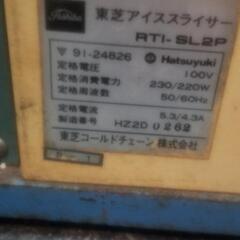 Toshiba 東芝アイススライサー
RTI-SL2P
〒 91-24826 Hatsuyuki
定格電圧 100V
定格消費電力 230/220W
定格周波数 50/60Hz
定格電流 5.3/4.3A
製造番号 HZ2D 0262
東芝コールドチェーン株式会社